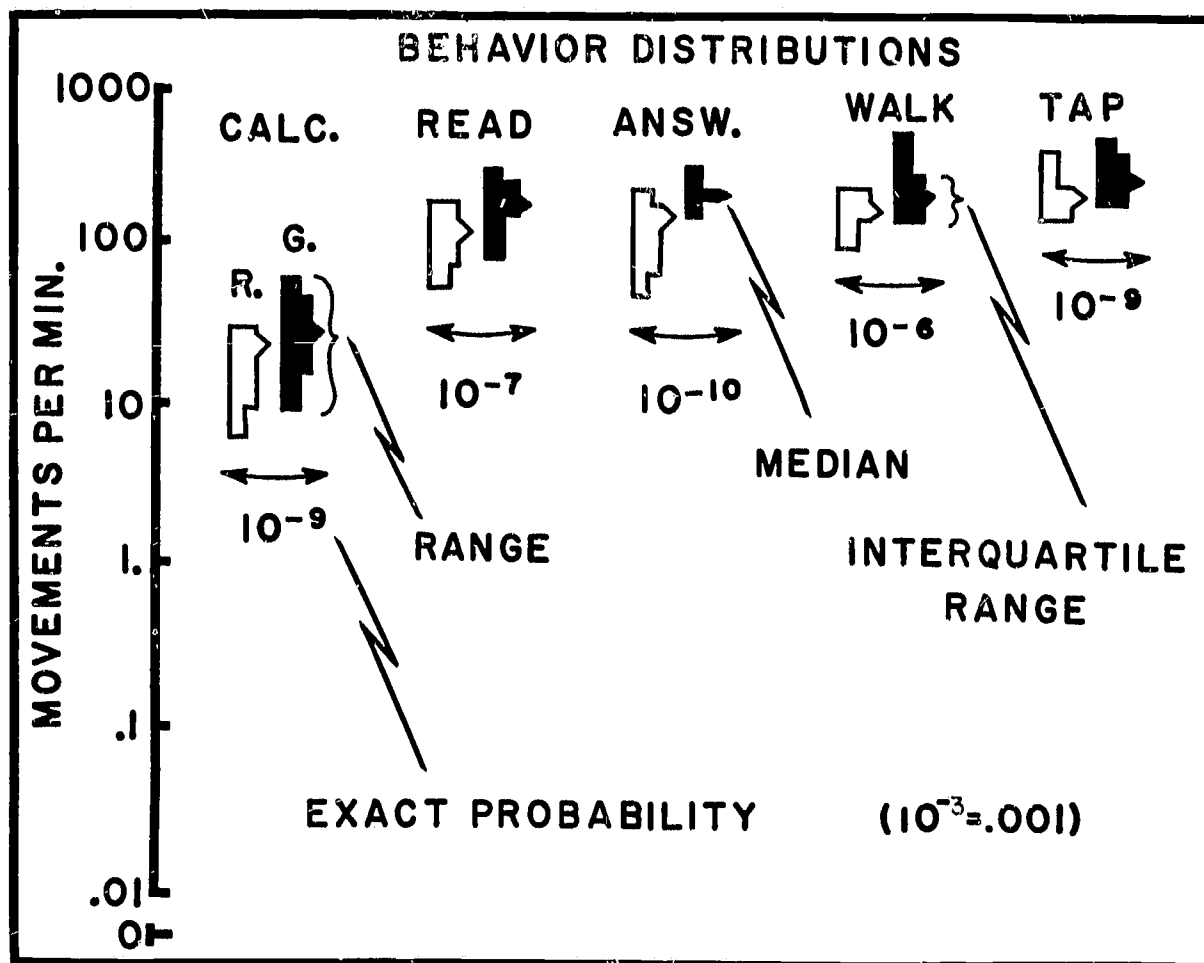 BEHAVIOR DISTRIBUTIONS
MOVEMENTS PER MIN.
1000
100
10
1.
.1
.01
0
CALC.
READ
ANSW.
WALK
TAP
R.
G.
10⁻⁹
10⁻⁷
10⁻¹⁰
10⁻⁶
10⁻⁹
RANGE
MEDIAN
INTERQUARTILE
RANGE
EXACT PROBABILITY (10⁻³=.001)